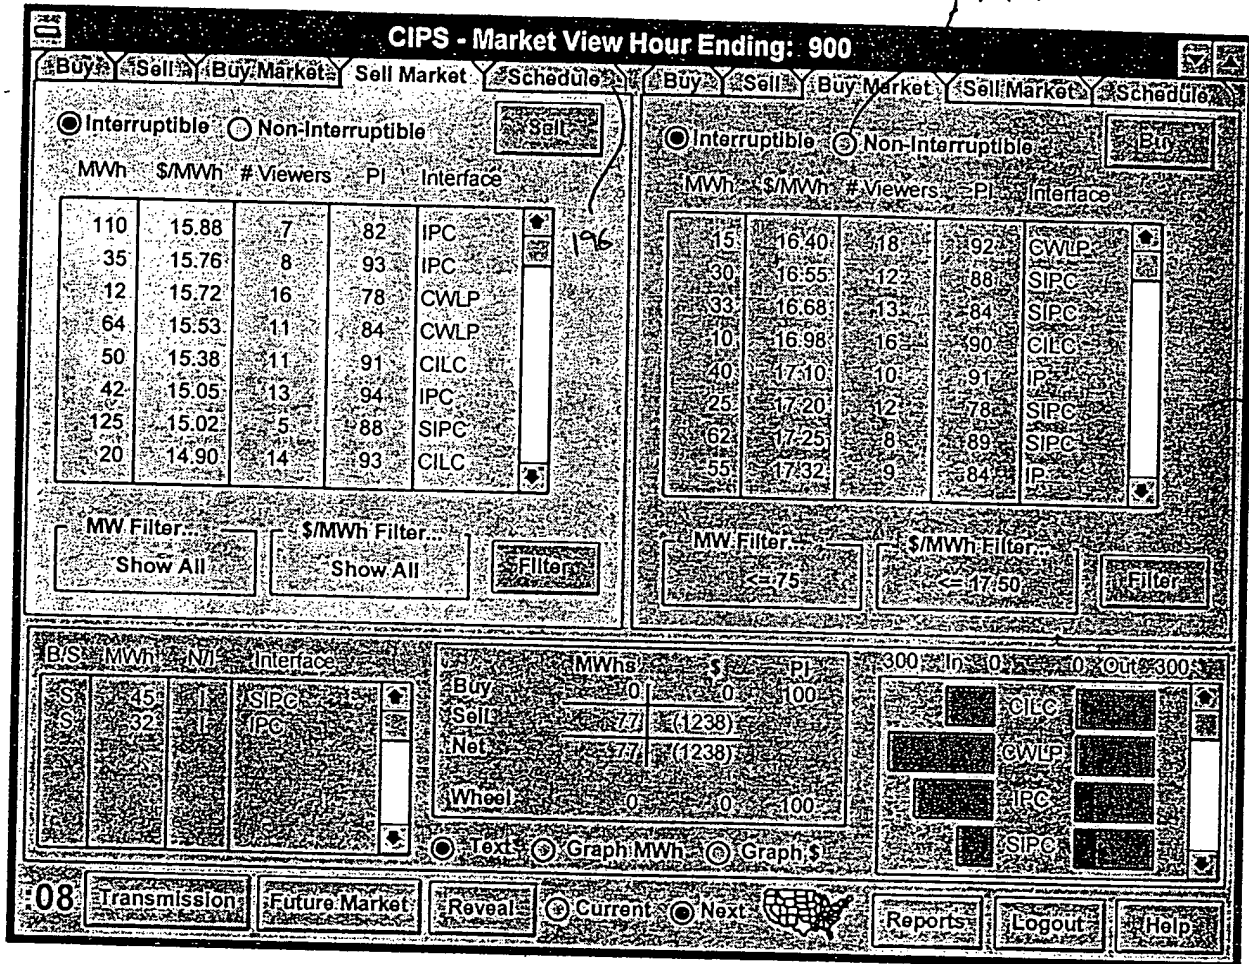 CIPS - Market View Hour Ending: 900
Buy Sell Buy Market Sell Market Schedule
Interruptible Non-Interruptible Sell
MWh $/MWh # Viewers PI Interface
110 15.88 7 82 IPC
35 15.76 8 93 IPC
12 15.72 16 78 CWLP
64 15.53 11 84 CWLP
50 15.38 11 91 CILC
42 15.05 13 94 IPC
125 15.02 5 88 SIPC
20 14.90 14 93 CILC
196
MW Filter... $/MWh Filter...
Show All Show All Filter
Buy Sell Buy Market Sell Market Schedule
Interruptible Non-Interruptible Buy
MWh $/MWh # Viewers PI Interface
15 16.40 18 92 CWLP
30 16.55 12 88 SIPC
33 16.68 13 84 SIPC
10 16.98 16 90 CILC
40 17.10 10 91 IP
25 17.20 12 78 SIPC
62 17.25 8 89 SIPC
55 17.32 9 84 IP
MW Filter... $/MWh Filter...
<= 75 <= 17.50 Filter
B/S MWh N/I Interface
S 45 I SIPC
S 32 I IPC
MWhs $ PI
Buy 0 0 100
Sell 77 (1238)
Net 77 (1238)
Wheel 0 0 100
Text Graph MWh Graph $
300 In 0 0 Out 300
CILC
CWLP
IPC
SIPC
:08 Transmission Future Market Reveal Current Next Reports Logout Help